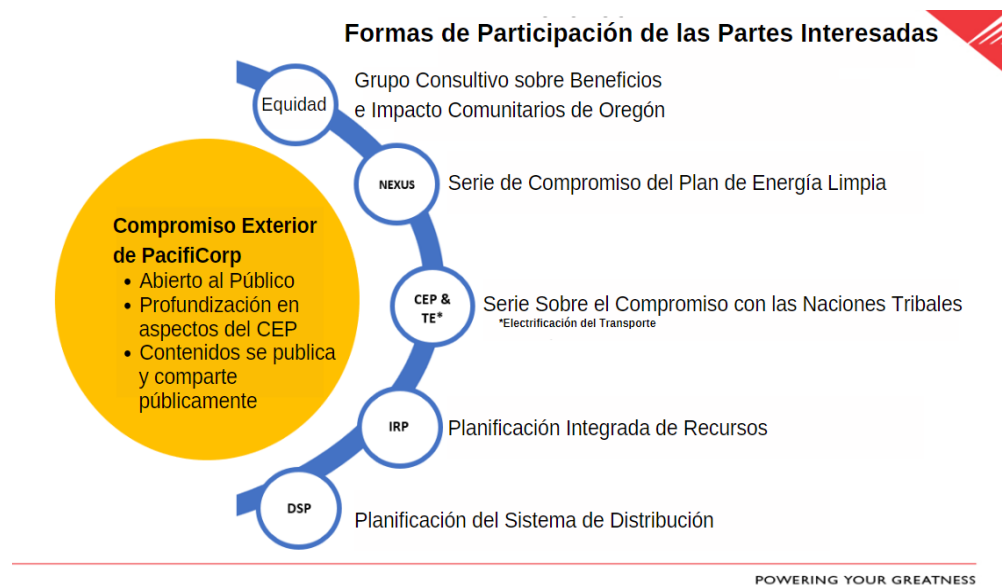 Formas de Participación de las Partes Interesadas
Equidad
Grupo Consultivo sobre Beneficios
e Impacto Comunitarios de Oregón
NEXUS
Serie de Compromiso del Plan de Energía Limpia
Compromiso Exterior
de PacifiCorp
• Abierto al Público
• Profundización en
aspectos del CEP
• Contenidos se publica
y comparte
públicamente
CEP &
TE*
Serie Sobre el Compromiso con las Naciones Tribales
*Electrificación del Transporte
IRP
Planificación Integrada de Recursos
DSP
Planificación del Sistema de Distribución
POWERING YOUR GREATNESS